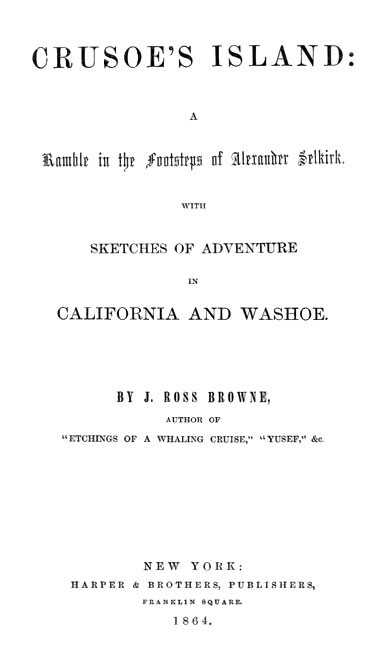 CRUSOE'S ISLAND:
A
Ramble in the Footsteps of Alexander Selkirk.
WITH
SKETCHES OF ADVENTURE
IN
CALIFORNIA AND WASHOE.
BY J. ROSS BROWNE,
AUTHOR OF
"ETCHINGS OF A WHALING CRUISE," "YUSEF," &c.
NEW YORK:
HARPER & BROTHERS, PUBLISHERS,
FRANKLIN SQUARE.
1864.